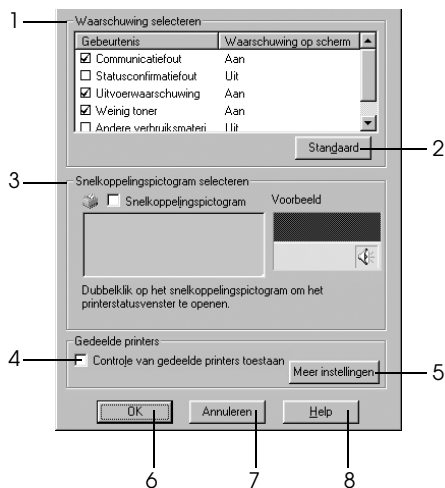 1 Waarschuwing selecteren
Gebeurtenis Waarschuwing op scherm
Communicatiefout Aan
Statusconfirmatiefout Uit
Uitvoerwaarschuwing Aan
Weinig toner Aan
Andere verbruiksmateri Uit
Standaard 2
3 Snelkoppelingspictogram selecteren
Snelkoppelingspictogram Voorbeeld
Dubbelklik op het snelkoppelingspictogram om het
printerstatusvenster te openen.
Gedeelde printers
4 Controle van gedeelde printers toestaan
Meer instellingen 5
OK Annuleren Help
6 7 8